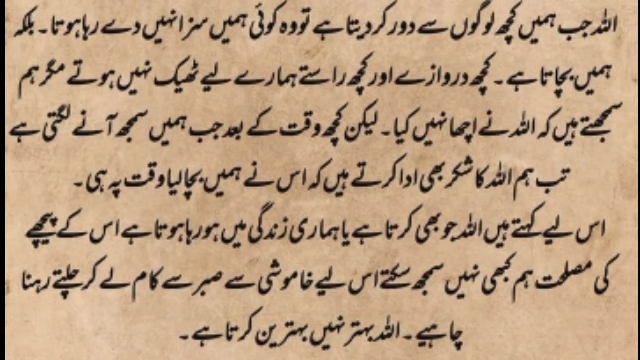 اللہ جب ہمیں کچھ لوگوں سے دور کر دیتا ہے تو وہ کوئی ہمیں سزا نہیں دے رہا ہوتا۔ بلکہ
ہمیں بچاتا ہے۔ کچھ دروازے اور کچھ راستے ہمارے لیے ٹھیک نہیں ہوتے مگر ہم
سمجھتے ہیں کہ اللہ نے اچھا نہیں کیا۔ لیکن کچھ وقت کے بعد جب ہمیں سمجھ آنے لگتی ہے
تب ہم اللہ کا شکر بھی ادا کرتے ہیں کہ اس نے ہمیں بچا لیا وقت پہ ہی۔
اس لیے کہتے ہیں اللہ جو بھی کرتا ہے یا ہماری زندگی میں ہو رہا ہوتا ہے اس کے پیچھے
کی مصلحت ہم کبھی نہیں سمجھ سکتے اس لیے خاموشی سے صبر سے کام لے کر چلتے رہنا
چاہیے۔ اللہ بہتر نہیں بہترین کرتا ہے۔